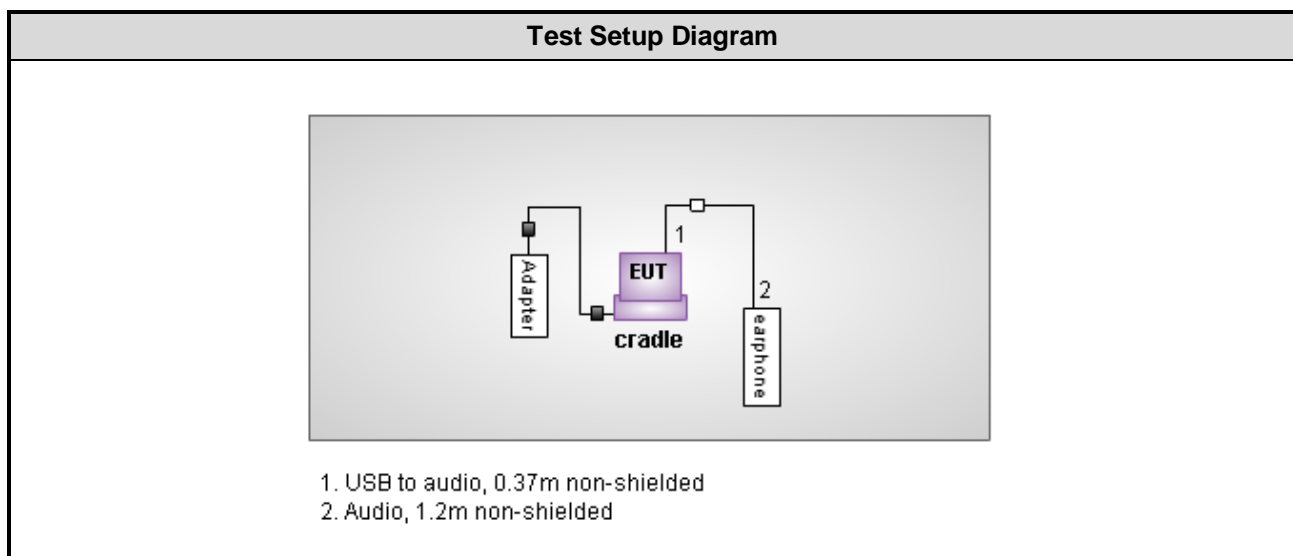 Test Setup Diagram
Adapter
EUT
cradle
1
2
earphone
1. USB to audio, 0.37m non-shielded
2. Audio, 1.2m non-shielded